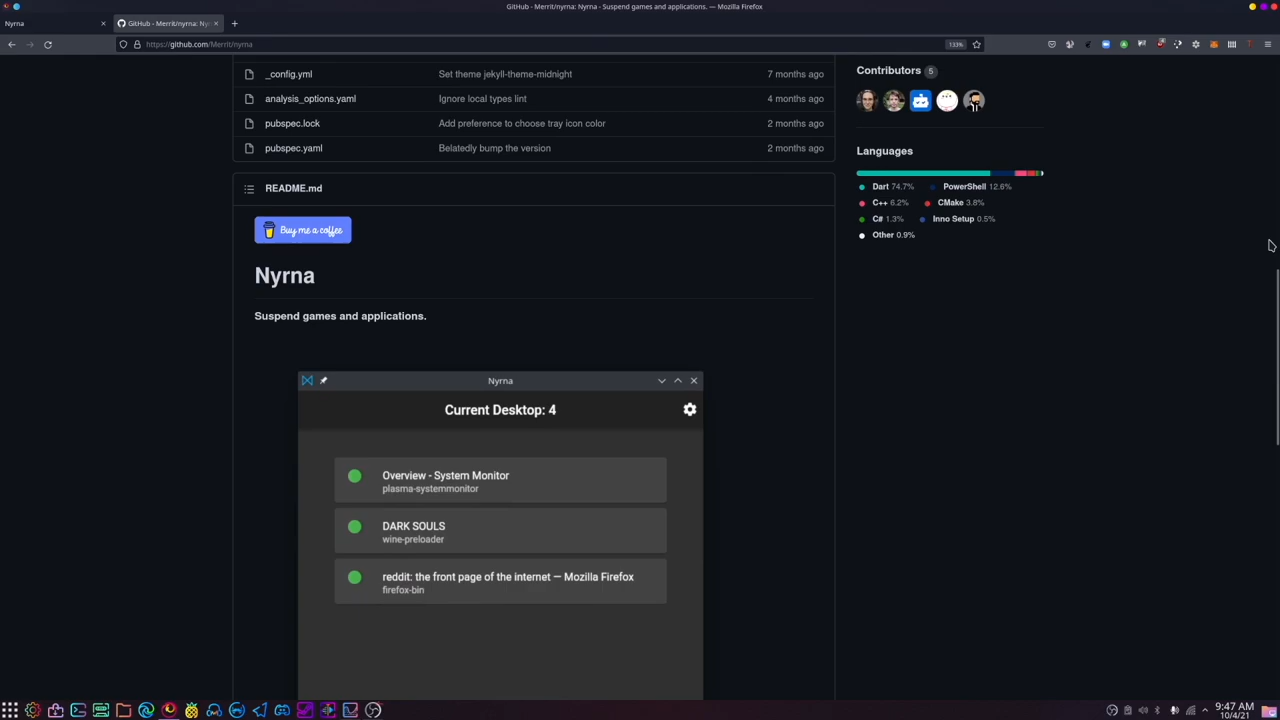 GitHub - Merrit/nyrna: Nyrna - Suspend games and applications. — Mozilla Firefox
Nyrna
GitHub - Merrit/nyrna: Nyr
https://github.com/Merrit/nyrna
133%
_config.yml
Set theme jekyll-theme-midnight
7 months ago
analysis_options.yaml
Ignore local types lint
4 months ago
pubspec.lock
Add preference to choose tray icon color
2 months ago
pubspec.yaml
Belatedly bump the version
2 months ago
README.md
Buy me a coffee
Nyrna
Suspend games and applications.
Nyrna
Current Desktop: 4
Overview - System Monitor
plasma-systemmonitor
DARK SOULS
wine-preloader
reddit: the front page of the internet — Mozilla Firefox
firefox-bin
Contributors 5
Languages
Dart 74.7% PowerShell 12.6%
C++ 6.2% CMake 3.8%
C# 1.3% Inno Setup 0.5%
Other 0.9%
9:47 AM
10/4/21